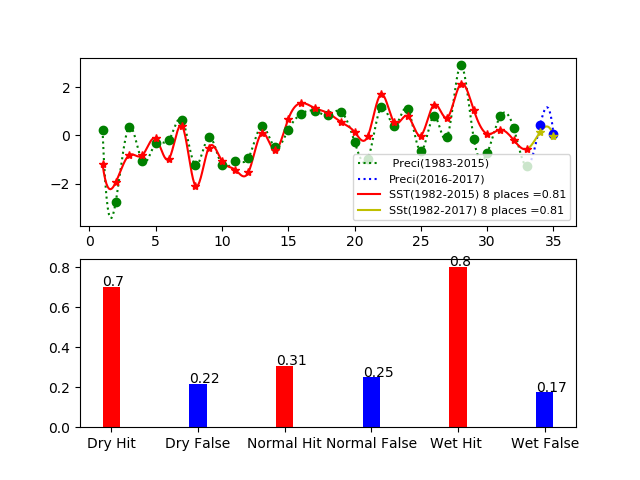 2
0
−2
Preci(1983-2015)
Preci(2016-2017)
SST(1982-2015) 8 places =0.81
SSt(1982-2017) 8 places =0.81
0 5 10 15 20 25 30 35
0.8
0.6
0.4
0.2
0.0
0.7
0.22
0.31
0.25
0.8
0.17
Dry Hit Dry False Normal Hit Normal False Wet Hit Wet False